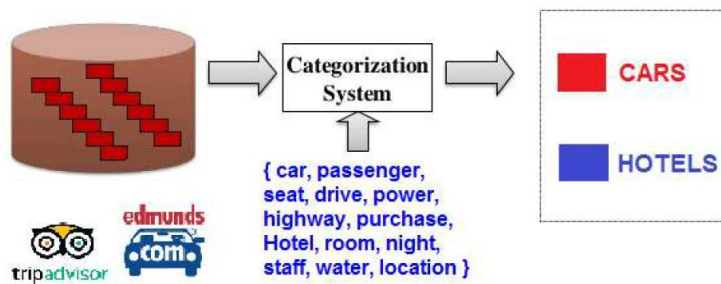 Categorization
System
CARS
HOTELS
{ car, passenger,
seat, drive, power,
highway, purchase,
Hotel, room, night,
staff, water, location }
edmunds
.com
tripadvisor